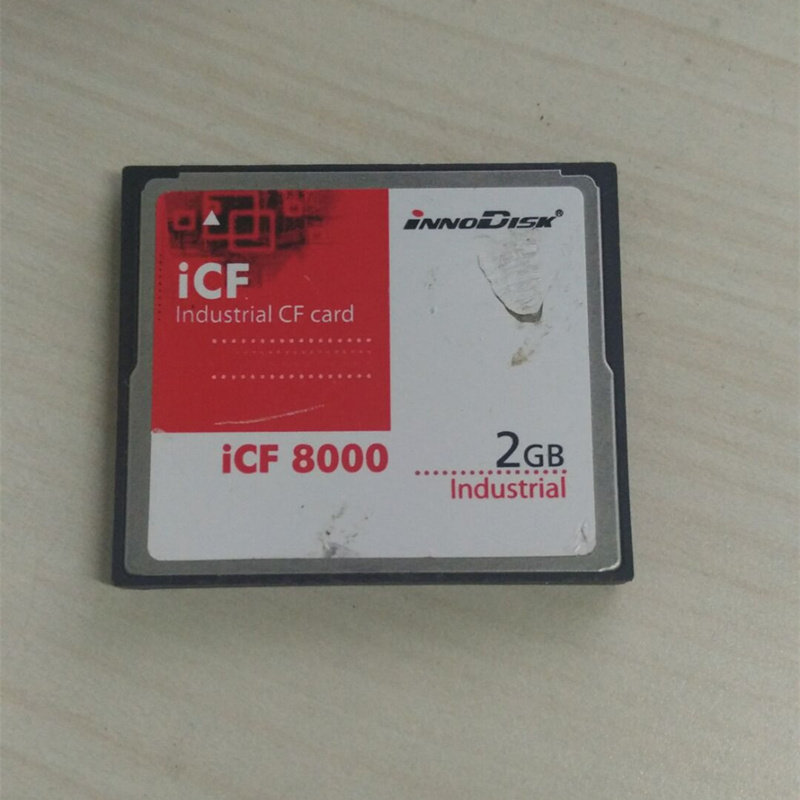 INNODISK®
iCF
Industrial CF card
iCF 8000
2GB
Industrial